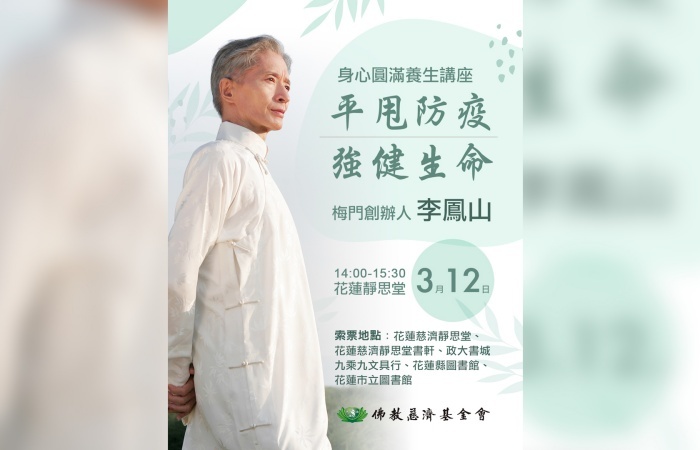 身心圓滿養生講座
平甩防疫
強健生命
梅門創辦人 李鳳山
14:00-15:30
花蓮靜思堂
3月12日
索票地點：花蓮慈濟靜思堂、
花蓮慈濟靜思堂書軒、政大書城
九乘九文具行、花蓮縣圖書館、
花蓮市立圖書館
佛教慈濟基金會